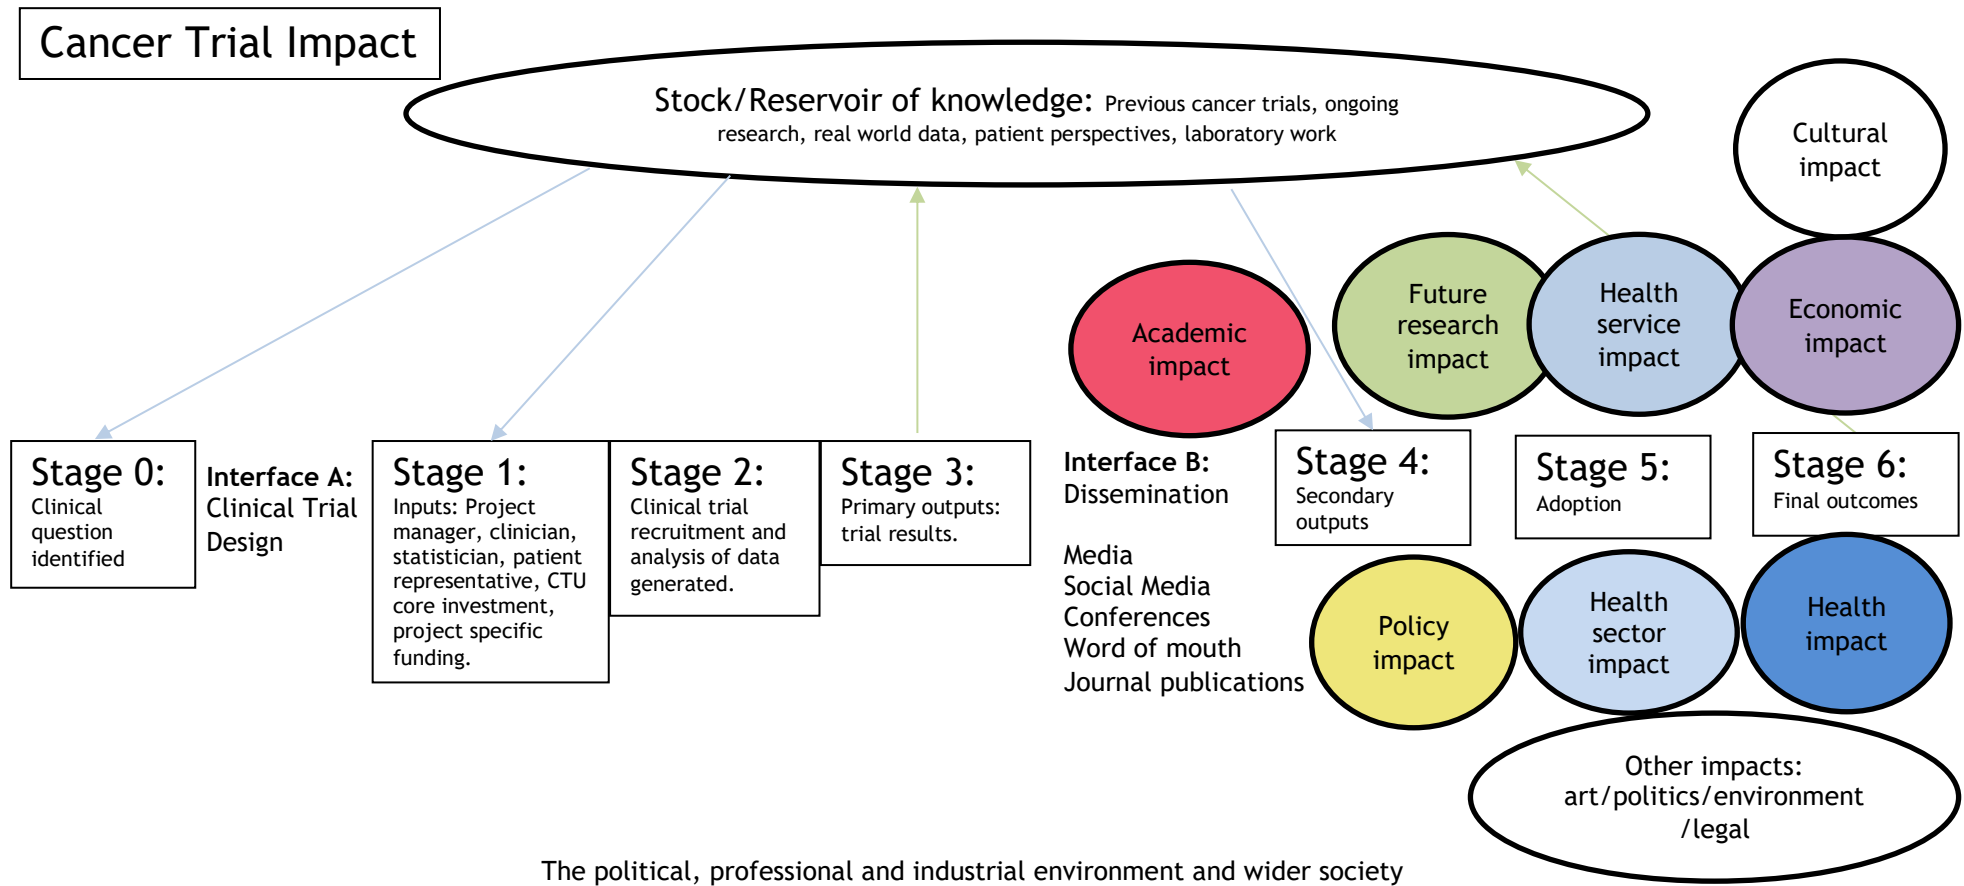 Cancer Trial Impact
Stock/Reservoir of knowledge: Previous cancer trials, ongoing
research, real world data, patient perspectives, laboratory work
Cultural
impact
Academic
impact
Future
research
impact
Health
service
impact
Economic
impact
Stage 0:
Clinical
question
identified
Interface A:
Clinical Trial
Design
Stage 1:
Inputs: Project
manager, clinician,
statistician, patient
representative, CTU
core investment,
project specific
funding.
Stage 2:
Clinical trial
recruitment and
analysis of data
generated.
Stage 3:
Primary outputs:
trial results.
Interface B:
Dissemination
Media
Social Media
Conferences
Word of mouth
Journal publications
Stage 4:
Secondary
outputs
Stage 5:
Adoption
Stage 6:
Final outcomes
Policy
impact
Health
sector
impact
Health
impact
Other impacts:
art/politics/environment
/legal
The political, professional and industrial environment and wider society